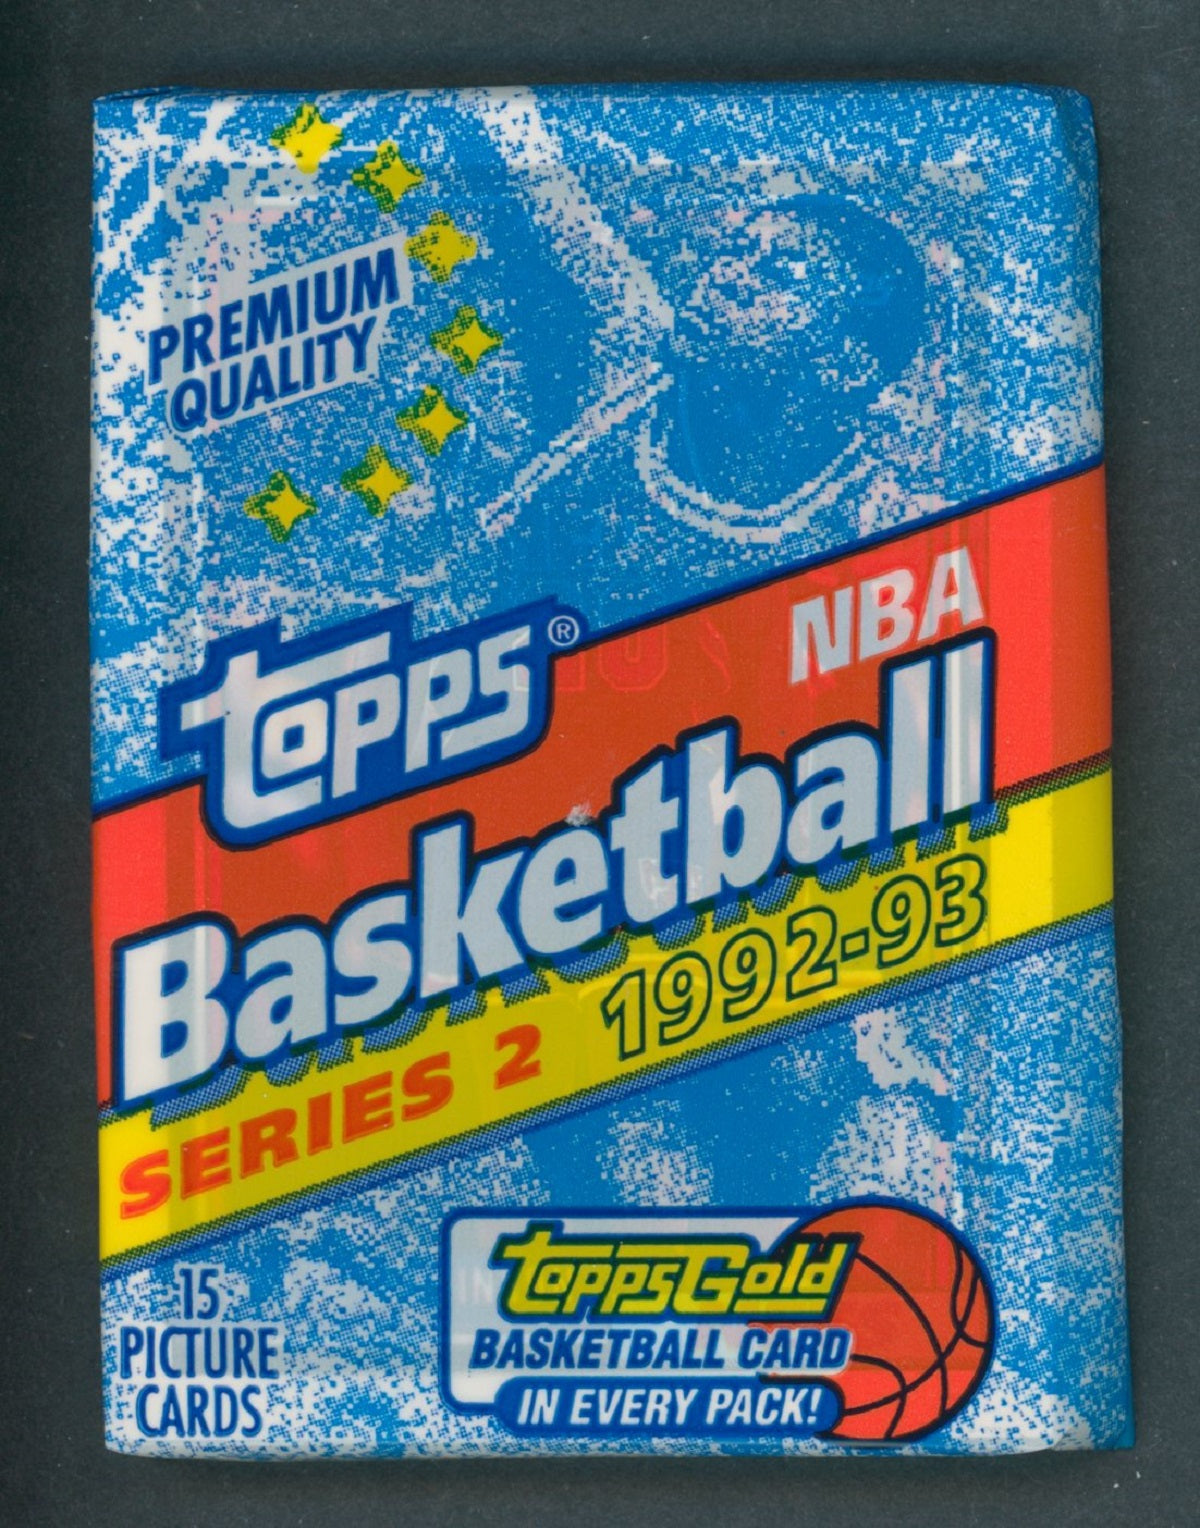 PREMIUM
QUALITY
topps®
NBA
Basketball
SERIES 2 1992-93
15
PICTURE
CARDS
toppsGold
BASKETBALL CARD
IN EVERY PACK!